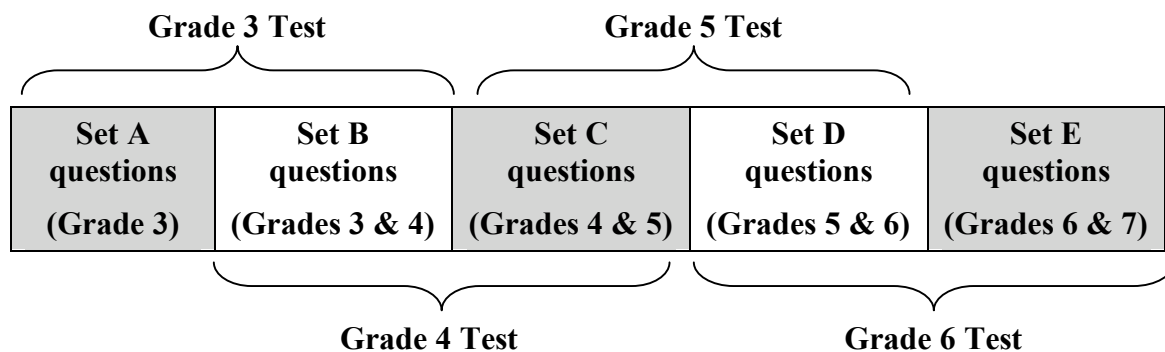 Grade 3 Test
Grade 5 Test
Set A
questions
(Grade 3)
Set B
questions
(Grades 3 & 4)
Set C
questions
(Grades 4 & 5)
Set D
questions
(Grades 5 & 6)
Set E
questions
(Grades 6 & 7)
Grade 4 Test
Grade 6 Test